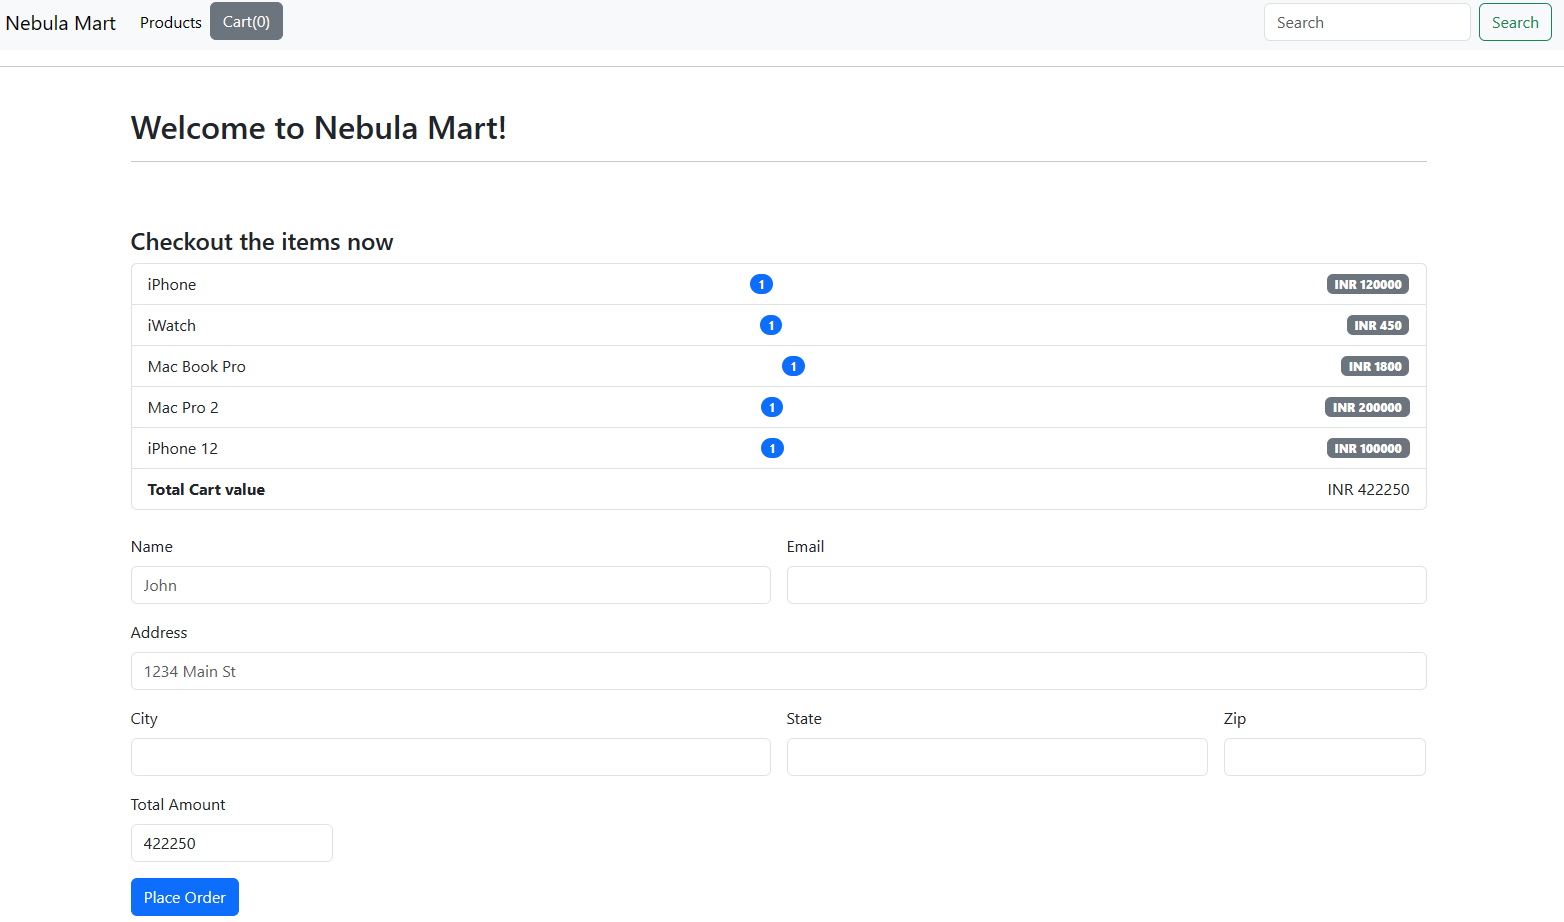 Nebula Mart Products Cart(0) Search Search
Welcome to Nebula Mart!
Checkout the items now
iPhone 1 INR 120000
iWatch 1 INR 450
Mac Book Pro 1 INR 1800
Mac Pro 2 1 INR 200000
iPhone 12 1 INR 100000
Total Cart value INR 422250
Name Email
John
Address
1234 Main St
City State Zip
Total Amount
422250
Place Order